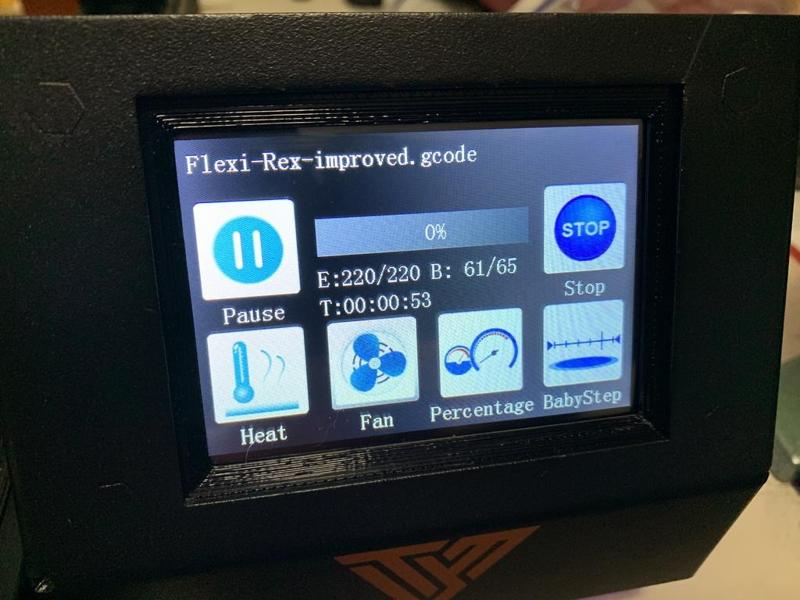 Flexi-Rex-improved.gcode
0%
STOP
E:220/220 B: 61/65
T:00:00:53
Pause
Stop
Heat
Fan
Percentage
BabyStep